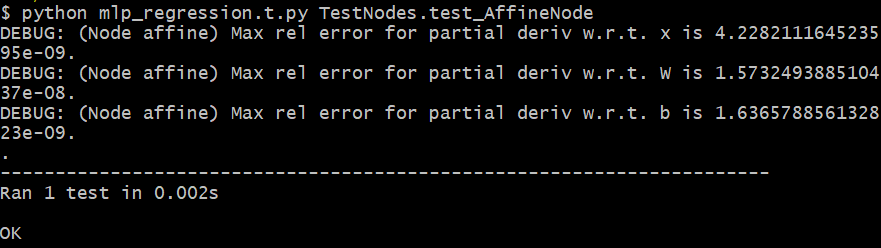 $ python mlp_regression.t.py TestNodes.test_AffineNode
DEBUG: (Node affine) Max rel error for partial deriv w.r.t. x is 4.2282111645235
95e-09.
DEBUG: (Node affine) Max rel error for partial deriv w.r.t. W is 1.5732493885104
37e-08.
DEBUG: (Node affine) Max rel error for partial deriv w.r.t. b is 1.6365788561328
23e-09.
.
----------------------------------------------------------------------
Ran 1 test in 0.002s
OK